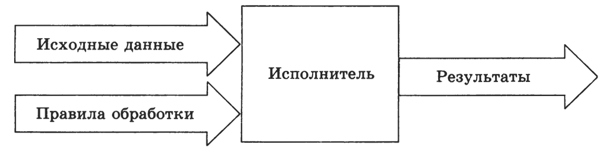 Исходные данные
Правила обработки
Исполнитель
Результаты